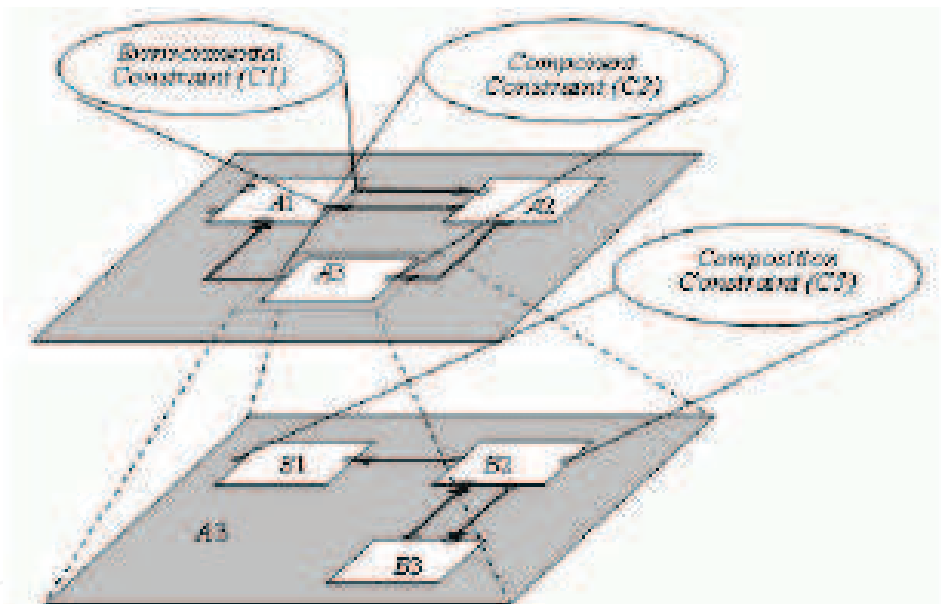 Environmental
Constraint (C1)
Component
Constraint (C2)
A1
A2
A3
Composition
Constraint (C3)
B1
B2
A3
B3